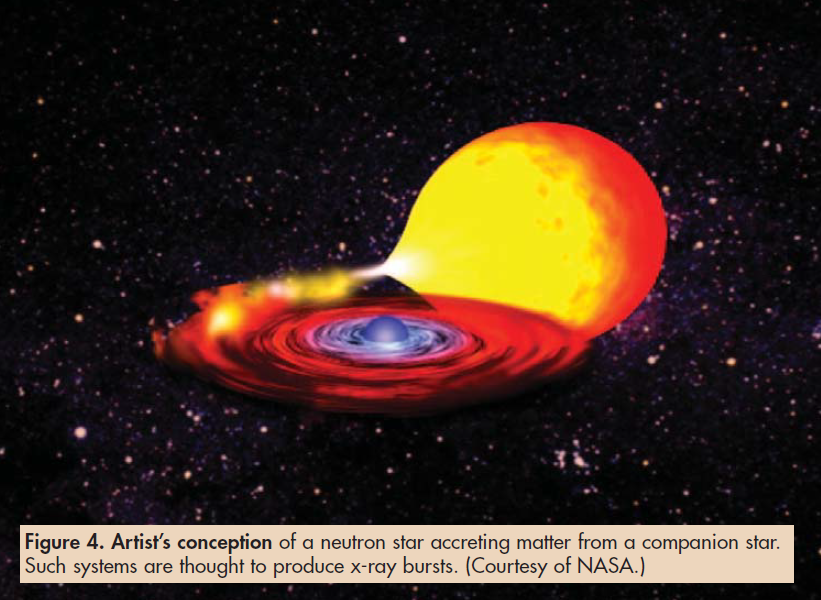 Figure 4. Artist’s conception of a neutron star accreting matter from a companion star.
Such systems are thought to produce x-ray bursts. (Courtesy of NASA.)